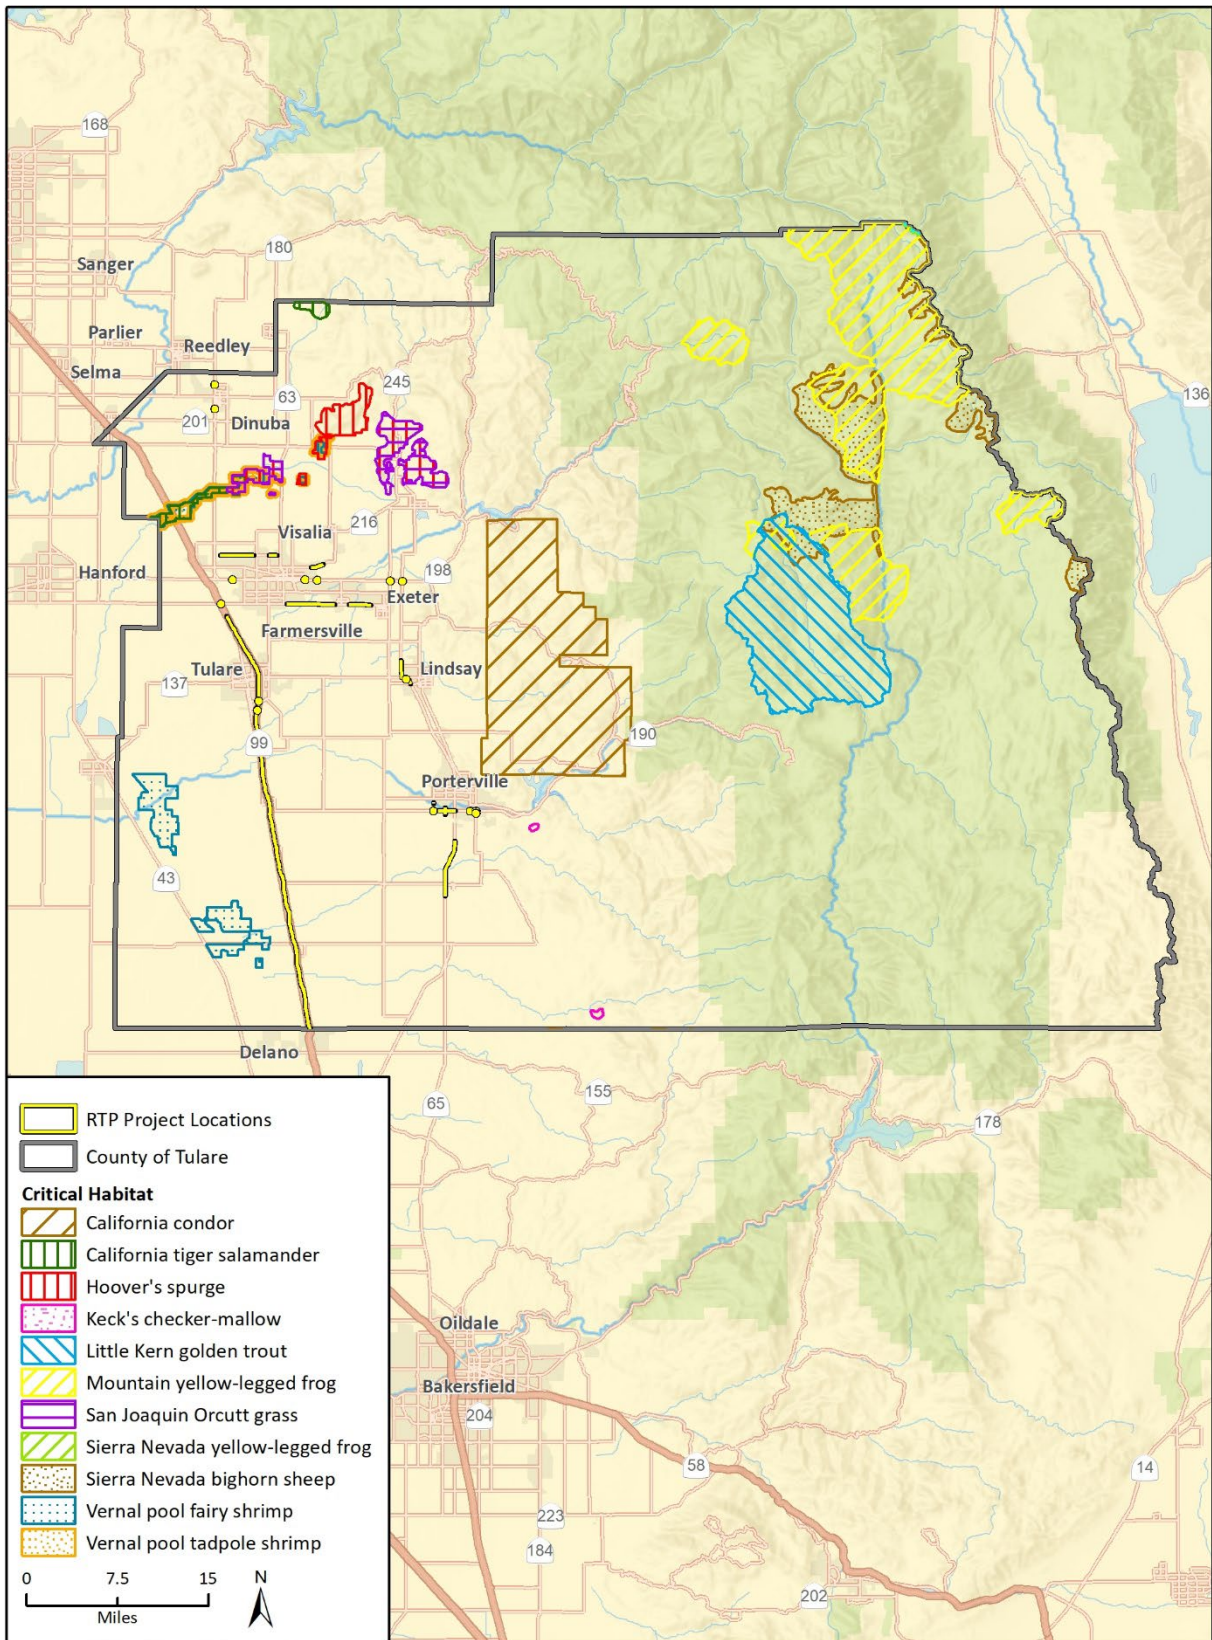 168
180
Sanger
Parlier
Reedley
Selma
136
245
63
201
Dinuba
Visalia
216
Hanford
198
Exeter
Farmersville
Tulare
Lindsay
137
190
99
Porterville
43
Delano
155
65
178
RTP Project Locations
County of Tulare
Critical Habitat
California condor
California tiger salamander
Hoover's spurge
Keck's checker-mallow
Little Kern golden trout
Mountain yellow-legged frog
San Joaquin Orcutt grass
Sierra Nevada yellow-legged frog
Sierra Nevada bighorn sheep
Vernal pool fairy shrimp
Vernal pool tadpole shrimp
0 7.5 15
Miles
N
Oildale
Bakersfield
204
58
14
223
184
202